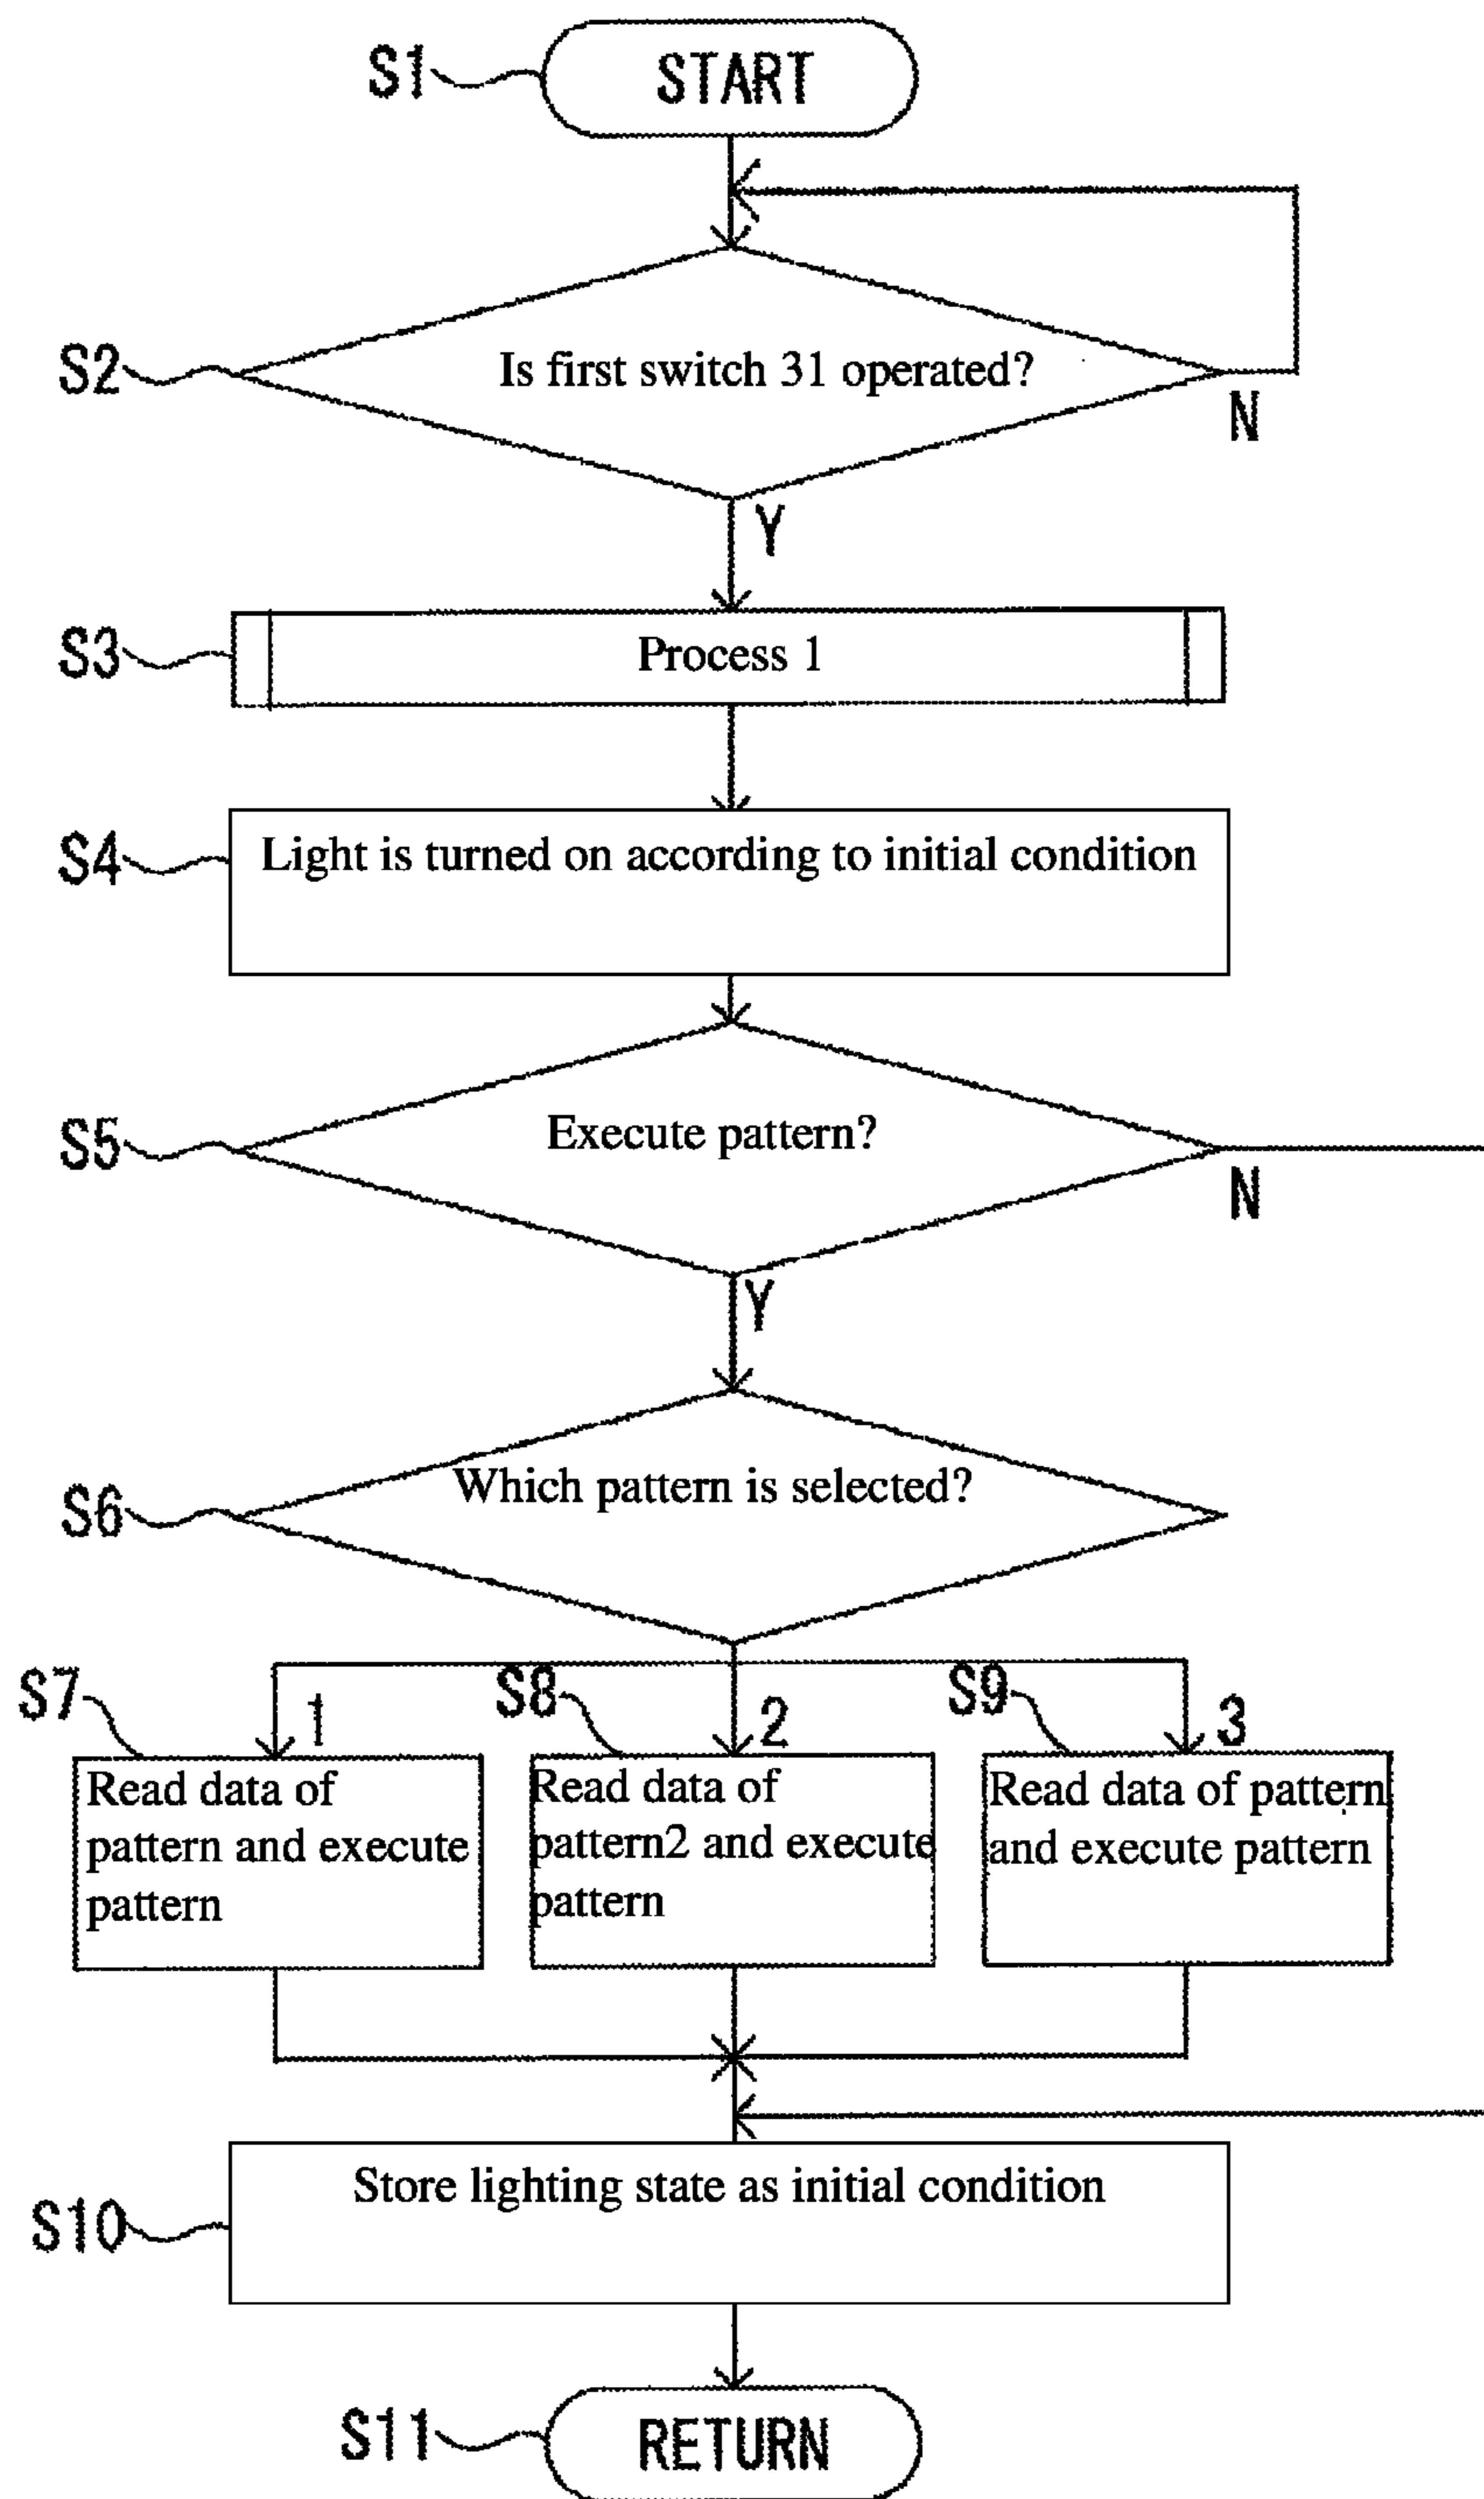 S1
START
S2
Is first switch 31 operated?
N
Y
S3
Process 1
S4
Light is turned on according to initial condition
S5
Execute pattern?
N
Y
S6
Which pattern is selected?
S7
1
S8
2
S9
3
Read data of
pattern and execute
pattern
Read data of
pattern2 and execute
pattern
Read data of pattern
and execute pattern
Store lighting state as initial condition
S10
S11
RETURN